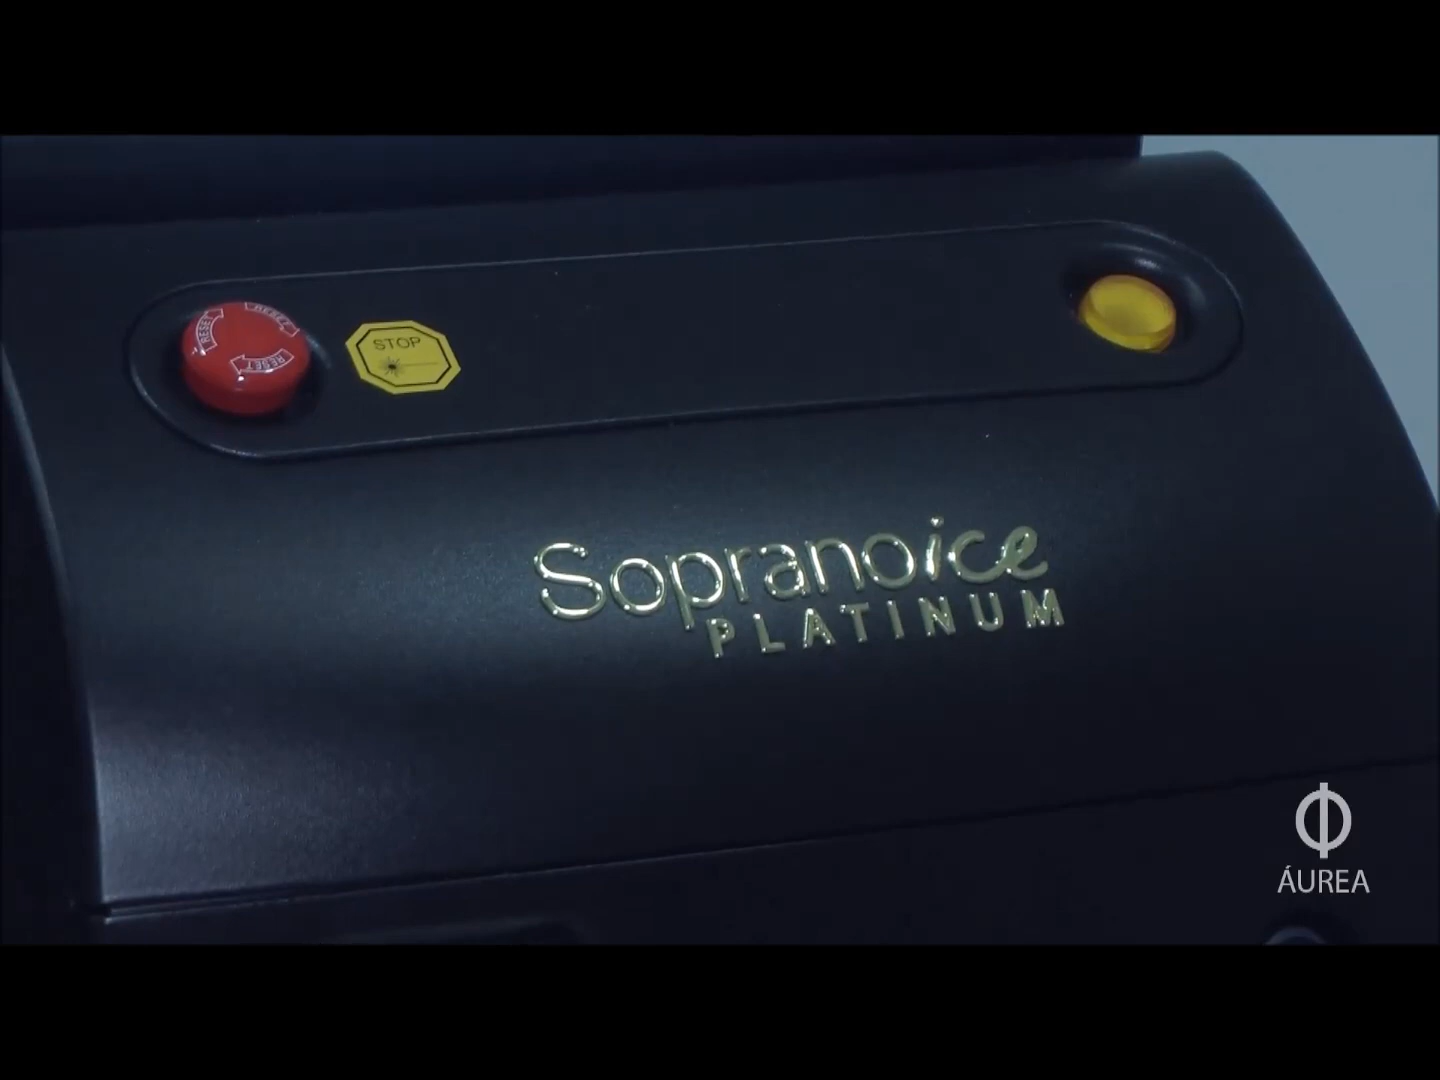 RESET
RESET
RESET
STOP
Sopranoice
PLATINUM
ÁUREA